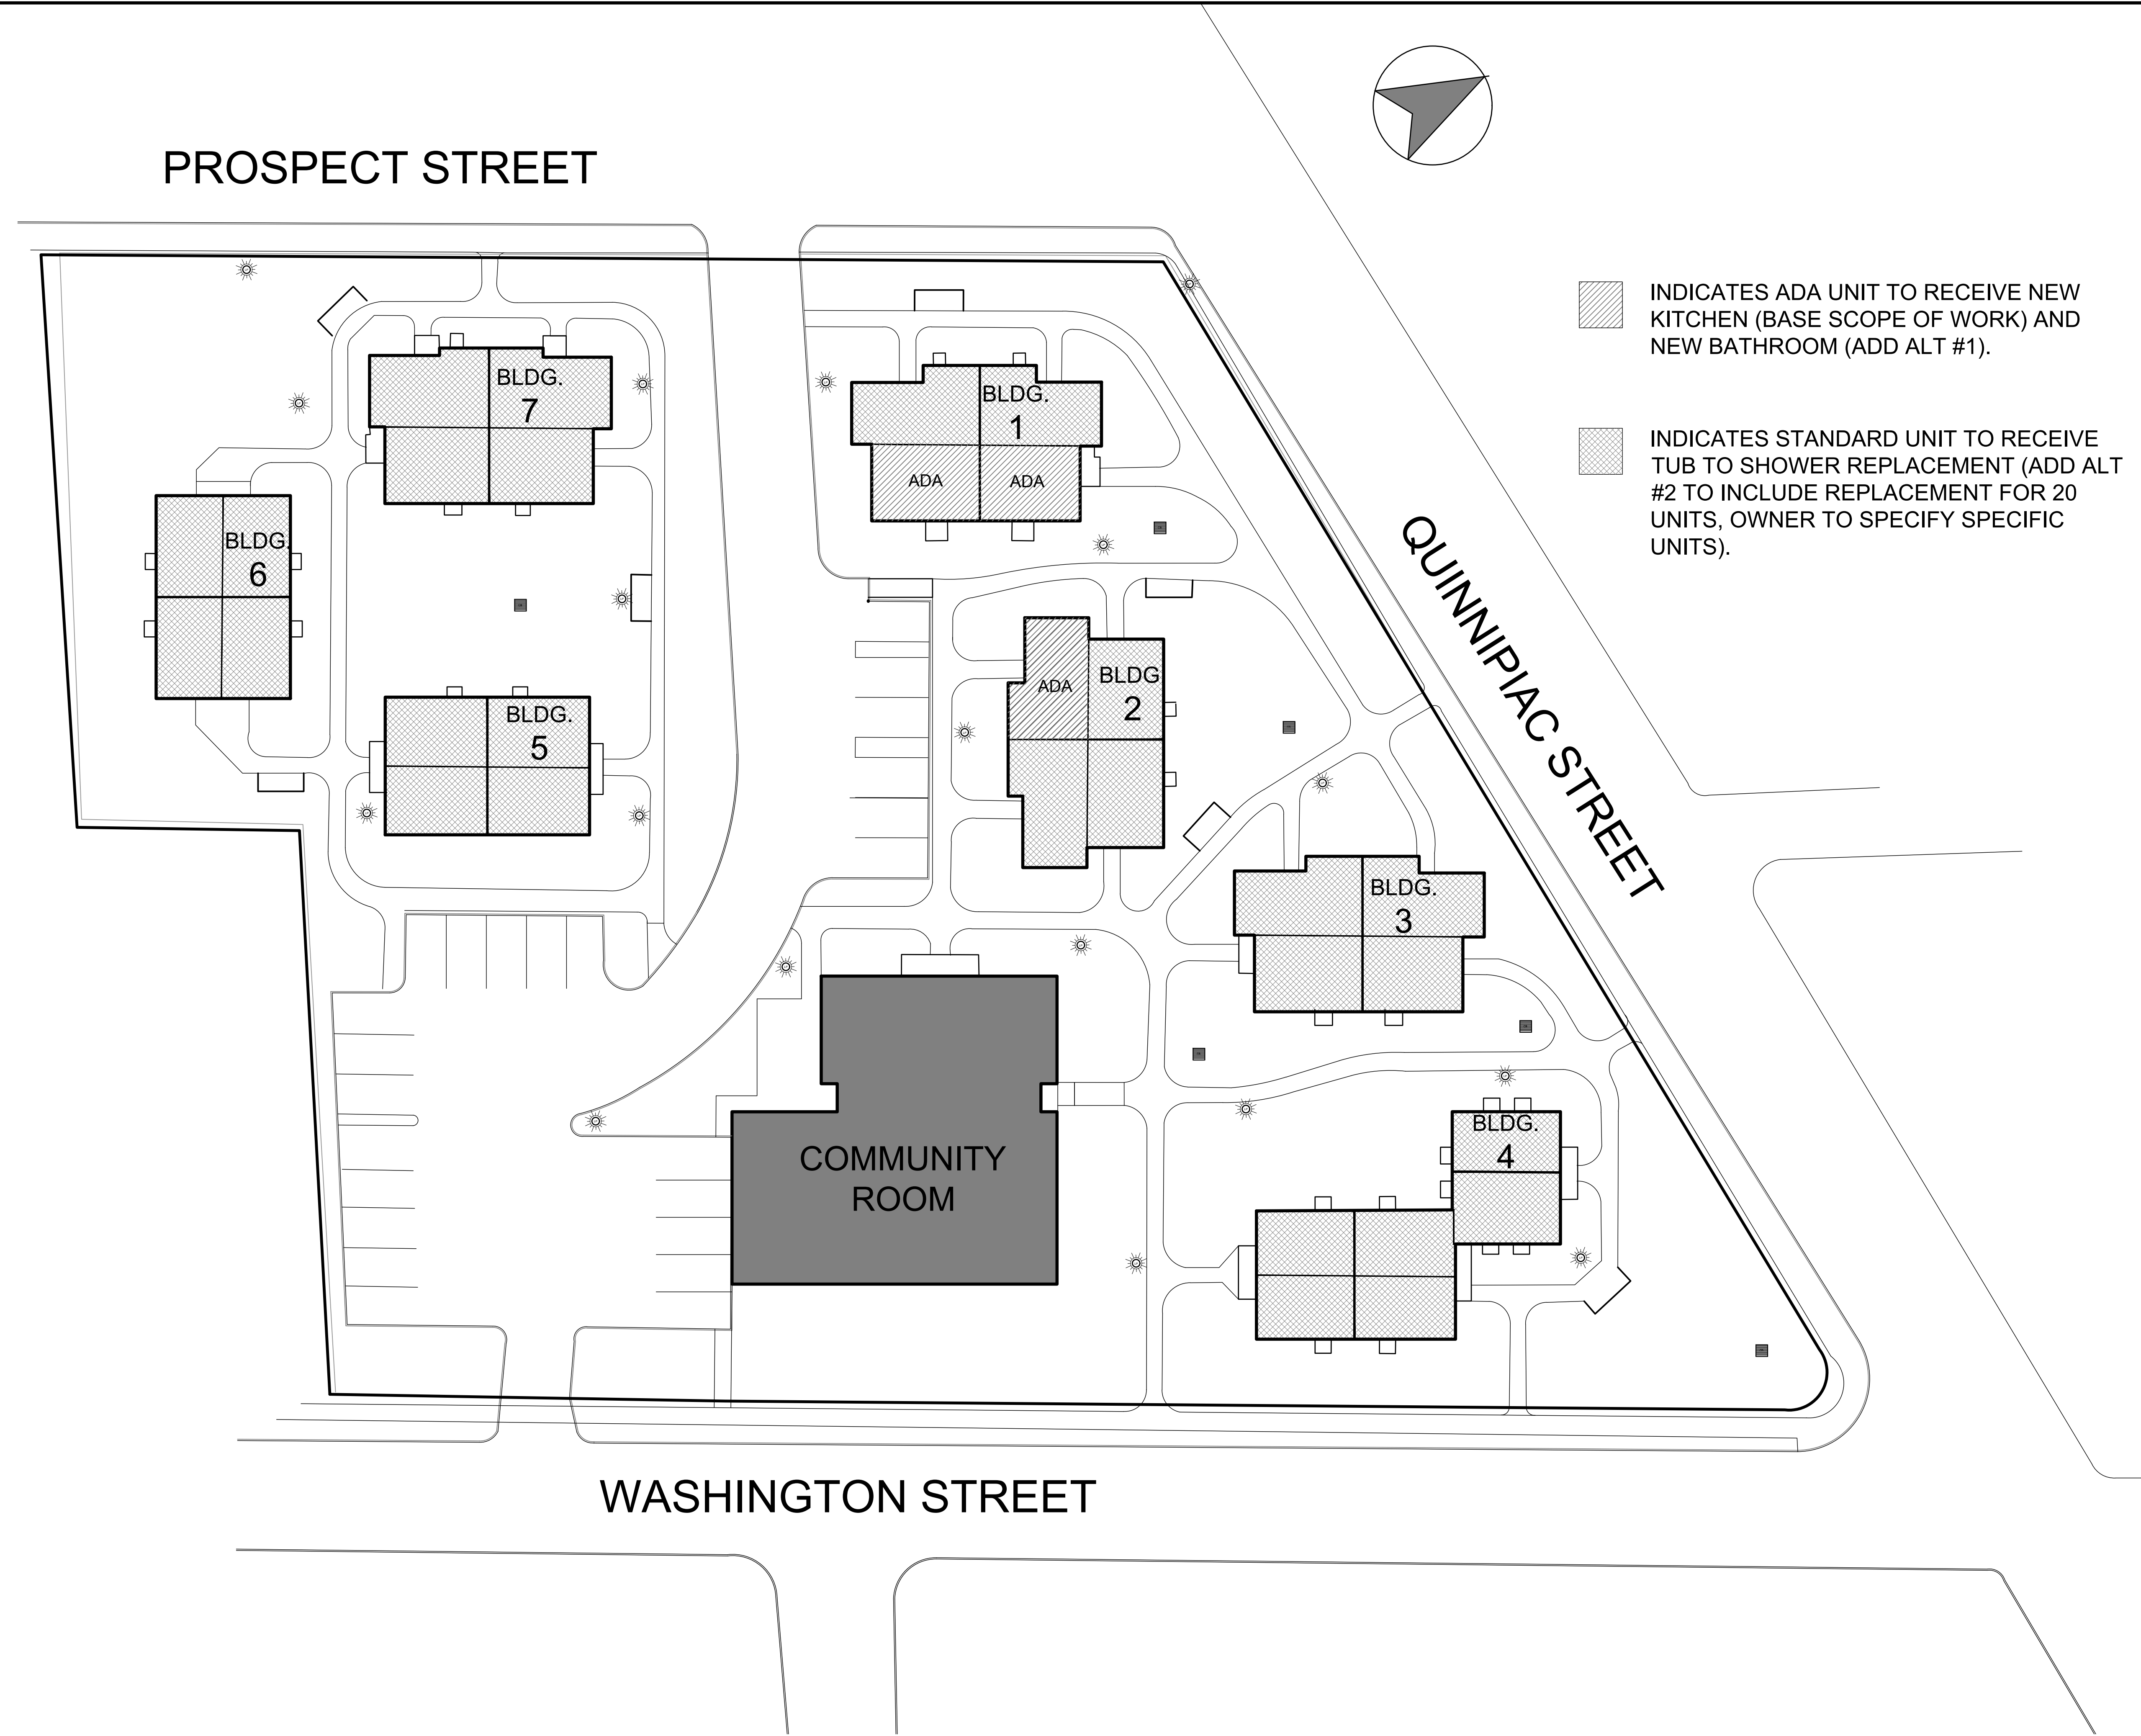 PROSPECT STREET
INDICATES ADA UNIT TO RECEIVE NEW
KITCHEN (BASE SCOPE OF WORK) AND
NEW BATHROOM (ADD ALT #1).
INDICATES STANDARD UNIT TO RECEIVE
TUB TO SHOWER REPLACEMENT (ADD ALT
#2 TO INCLUDE REPLACEMENT FOR 20
UNITS, OWNER TO SPECIFY SPECIFIC
UNITS).
BLDG.
7
BLDG.
1
ADA
ADA
BLDG.
6
QUINNIPIAC STREET
ADA
BLDG
2
BLDG.
5
BLDG.
3
BLDG.
4
COMMUNITY
ROOM
WASHINGTON STREET